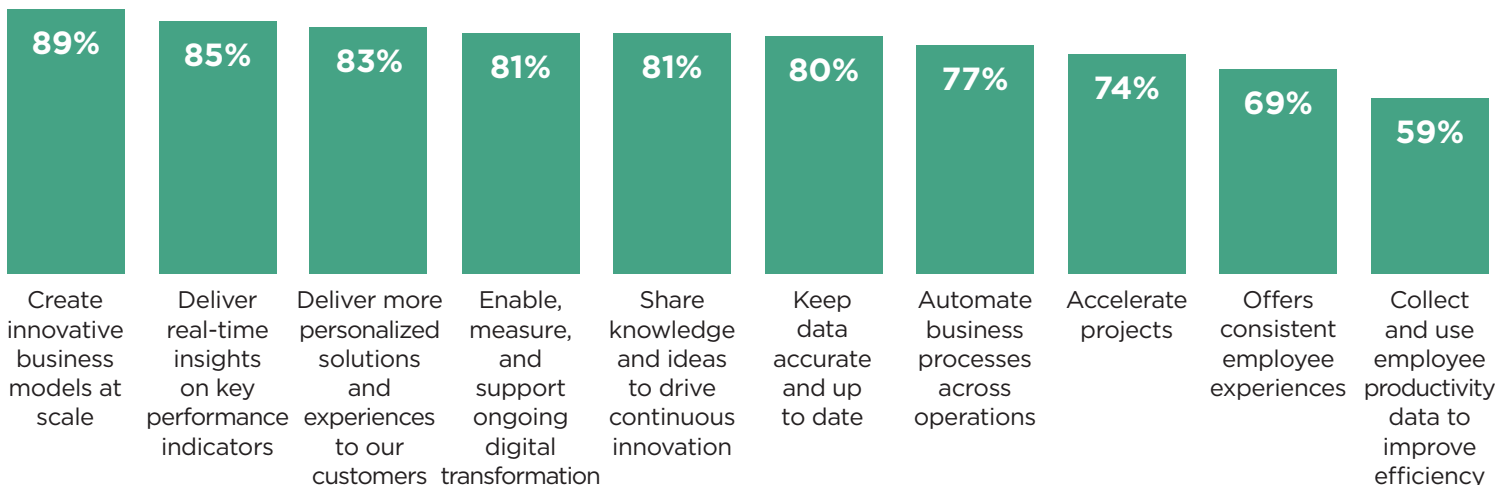 89%
85%
83%
81%
81%
80%
77%
74%
69%
59%
Create
innovative
business
models at
scale
Deliver
real-time
insights
on key
performance
indicators
Deliver more
personalized
solutions
and
experiences
to our
customers
Enable,
measure,
and
support
ongoing
digital
transformation
Share
knowledge
and ideas
to drive
continuous
innovation
Keep
data
accurate
and up
to date
Automate
business
processes
across
operations
Accelerate
projects
Offers
consistent
employee
experiences
Collect
and use
employee
productivity
data to
improve
efficiency